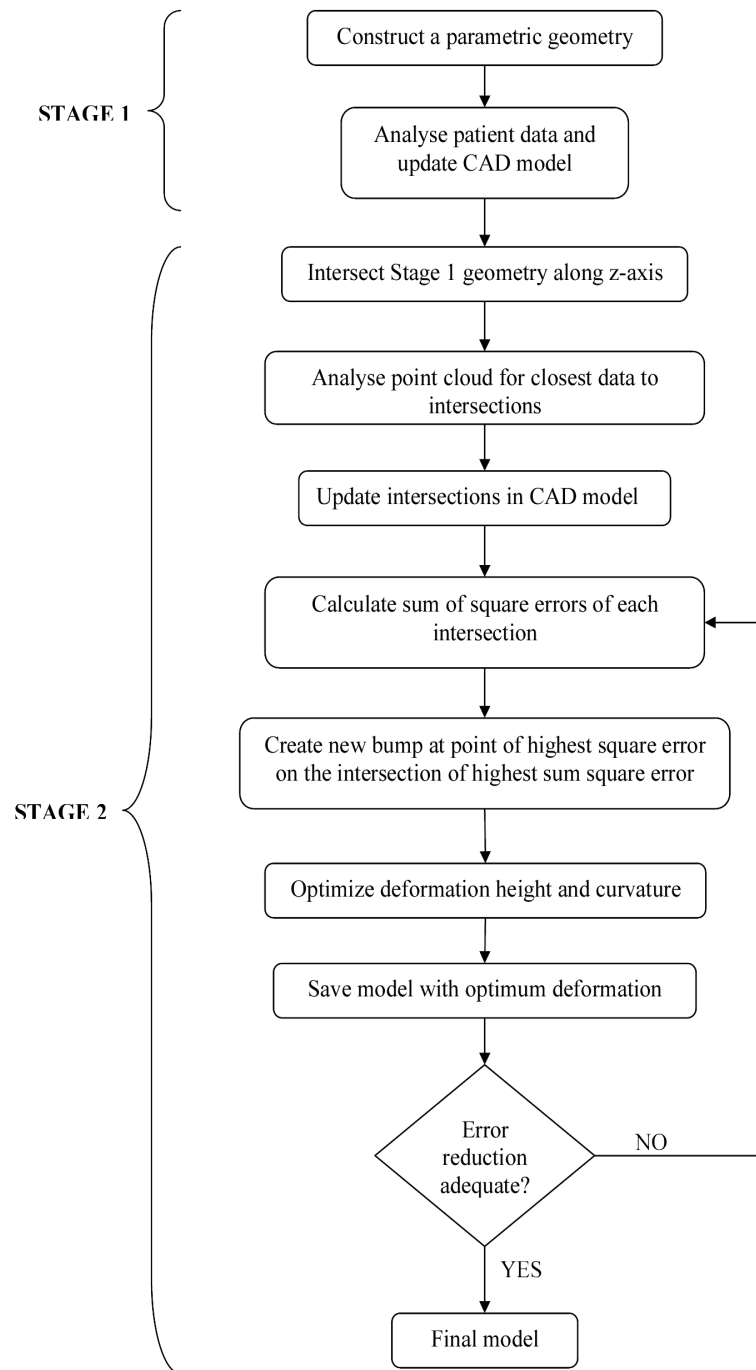 Construct a parametric geometry
STAGE 1
Analyse patient data and
update CAD model
Intersect Stage 1 geometry along z-axis
Analyse point cloud for closest data to
intersections
Update intersections in CAD model
Calculate sum of square errors of each
intersection
Create new bump at point of highest square error
on the intersection of highest sum square error
STAGE 2
Optimize deformation height and curvature
Save model with optimum deformation
Error
reduction
adequate?
NO
YES
Final model